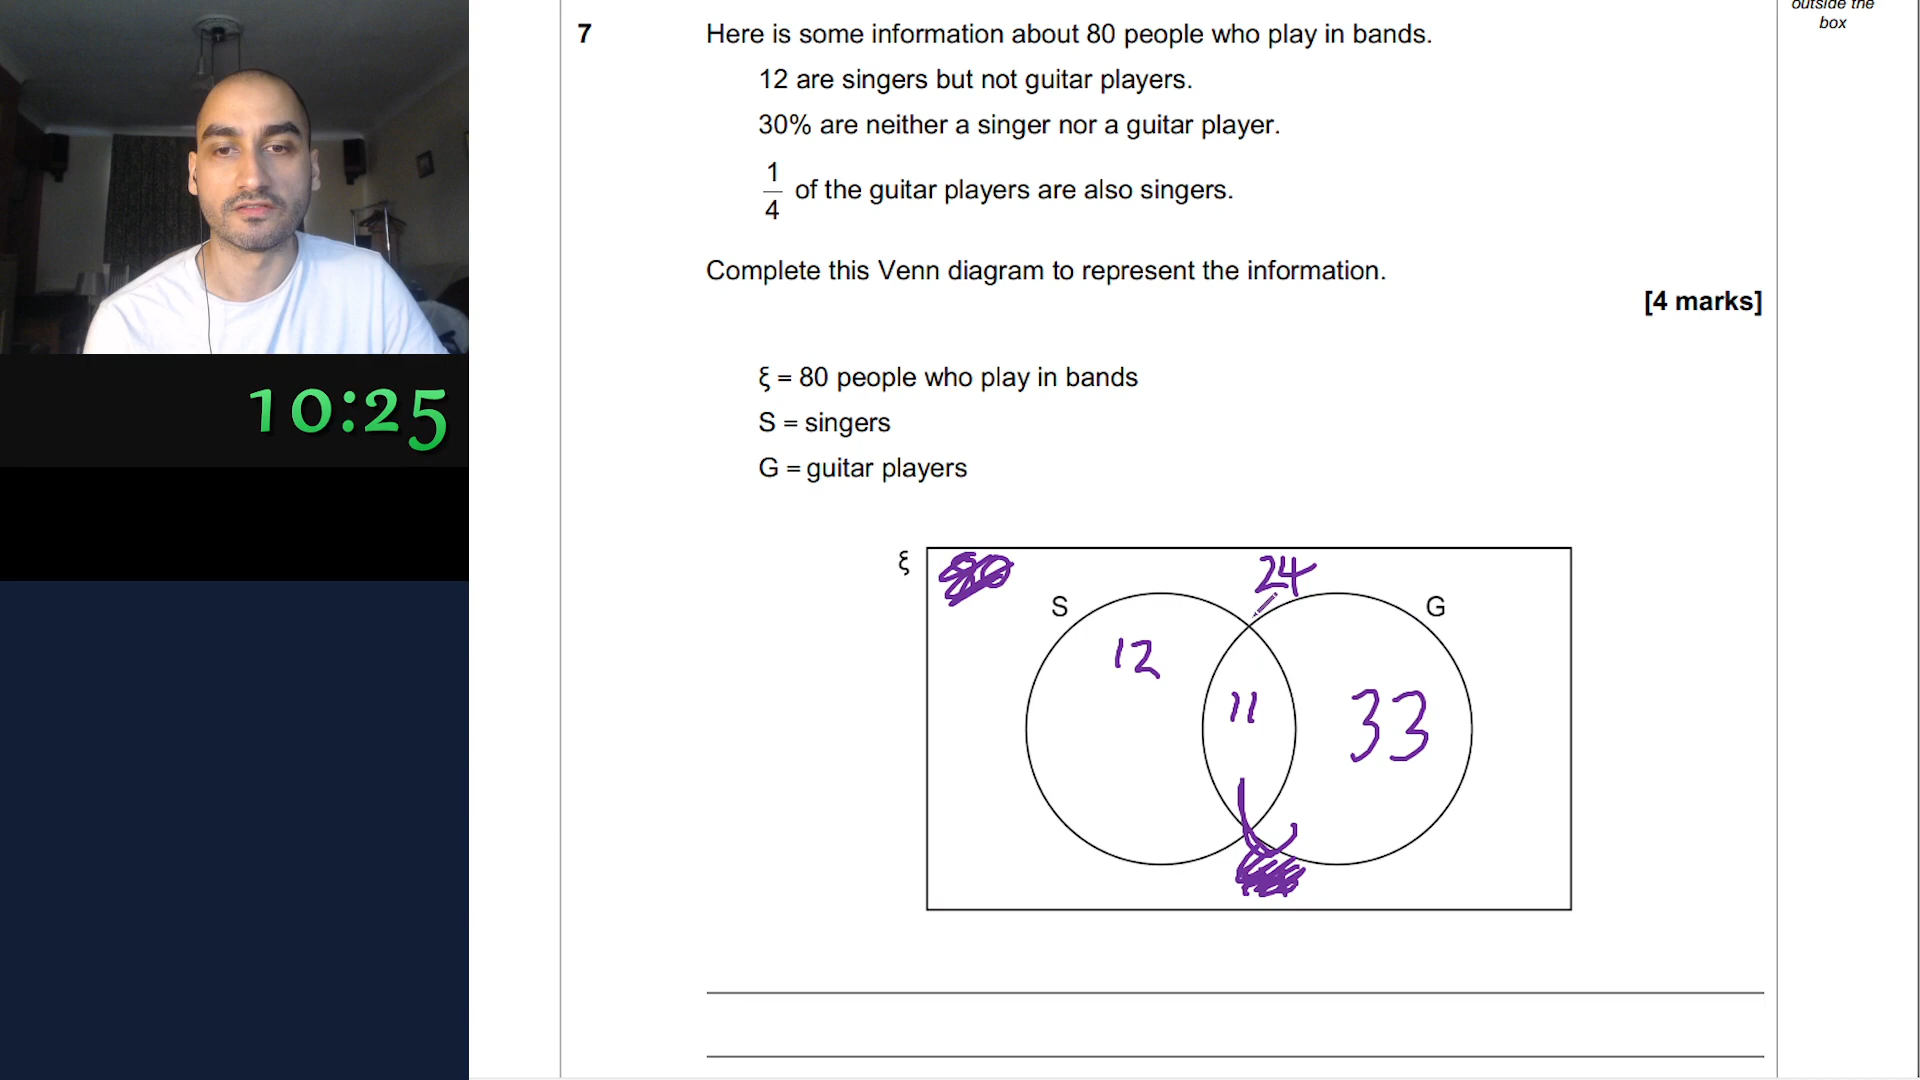 outside the
box
7 Here is some information about 80 people who play in bands.
12 are singers but not guitar players.
30% are neither a singer nor a guitar player.
1/4 of the guitar players are also singers.
Complete this Venn diagram to represent the information.
[4 marks]
10:25
ξ = 80 people who play in bands
S = singers
G = guitar players
ξ 80 24
S G
12
11 33